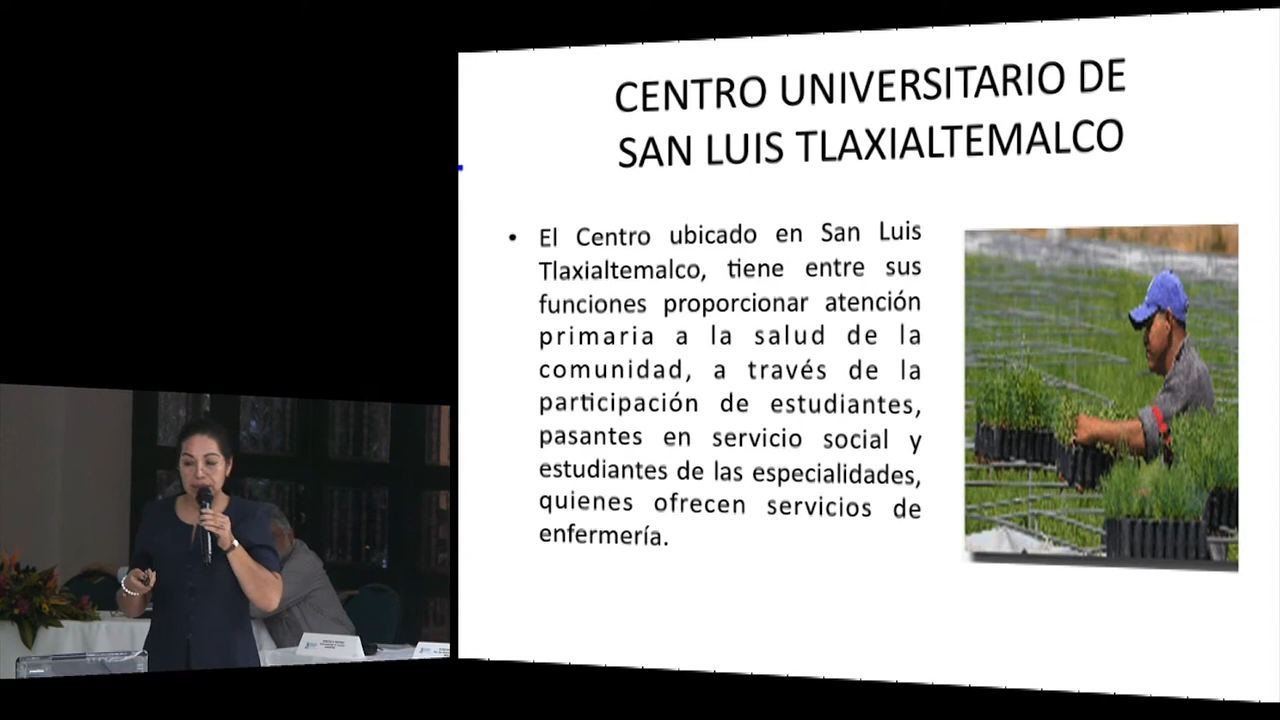 CENTRO UNIVERSITARIO DE
SAN LUIS TLAXIALTEMALCO
• El Centro ubicado en San Luis
Tlaxialtemalco, tiene entre sus
funciones proporcionar atención
primaria a la salud de la
comunidad, a través de la
participación de estudiantes,
pasantes en servicio social y
estudiantes de las especialidades,
quienes ofrecen servicios de
enfermería.